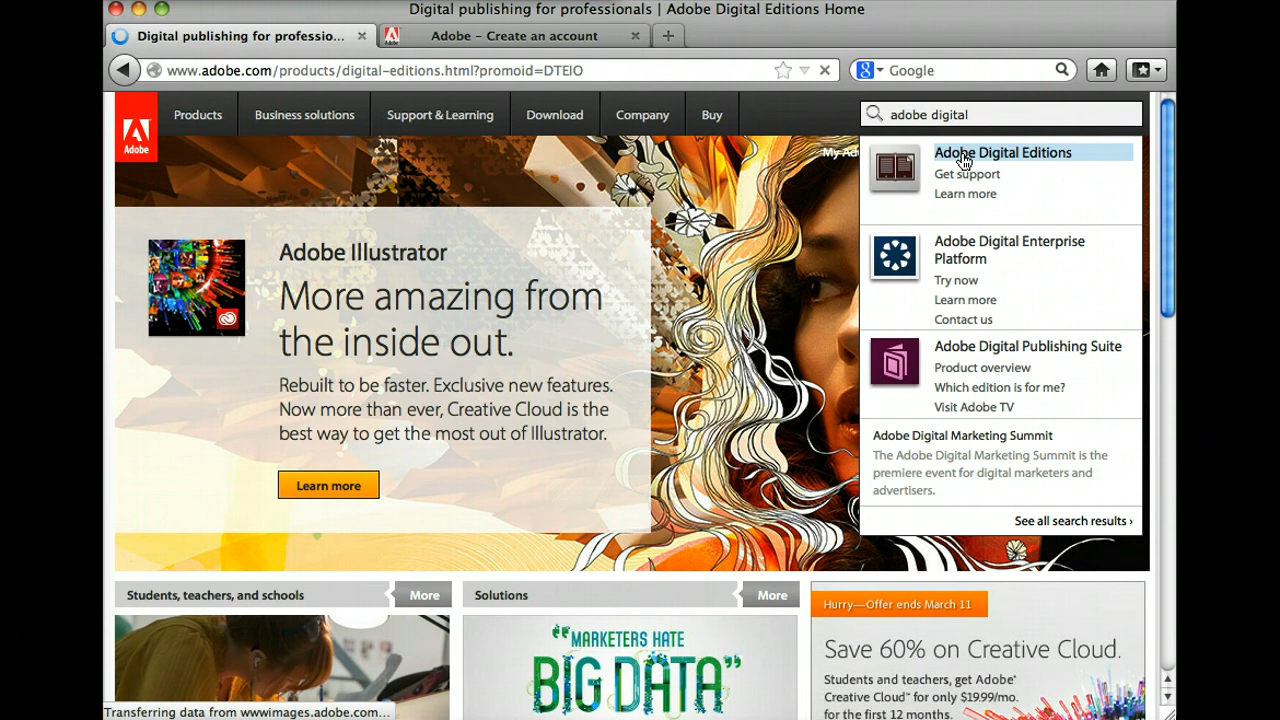 Digital publishing for professionals | Adobe Digital Editions Home
Digital publishing for professio...
Adobe – Create an account
www.adobe.com/products/digital-editions.html?promoid=DTEIO
Google
Adobe
Products
Business solutions
Support & Learning
Download
Company
Buy
adobe digital
My Ad
Adobe Digital Editions
Get support
Learn more
Adobe Digital Enterprise
Platform
Try now
Learn more
Contact us
Adobe Digital Publishing Suite
Product overview
Which edition is for me?
Visit Adobe TV
Adobe Digital Marketing Summit
The Adobe Digital Marketing Summit is the
premiere event for digital marketers and
advertisers.
See all search results ›
Adobe Illustrator
More amazing from
the inside out.
Rebuilt to be faster. Exclusive new features.
Now more than ever, Creative Cloud is the
best way to get the most out of Illustrator.
Learn more
Students, teachers, and schools
More
Solutions
More
“MARKETERS HATE
BIG DATA”
Hurry—Offer ends March 11
Save 60% on Creative Cloud.
Students and teachers, get Adobe®
Creative Cloud™ for only $19.99/mo.
for the first 12 months.
Transferring data from wwwimages.adobe.com...